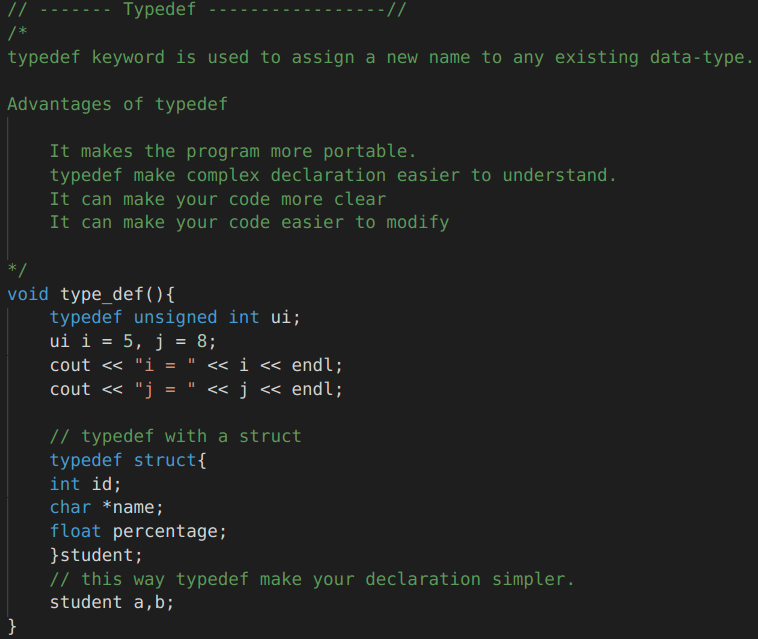 // ------- Typedef -----------------//
/*
typedef keyword is used to assign a new name to any existing data-type.
Advantages of typedef
It makes the program more portable.
typedef make complex declaration easier to understand.
It can make your code more clear
It can make your code easier to modify
*/
void type_def(){
typedef unsigned int ui;
ui i = 5, j = 8;
cout << "i = " << i << endl;
cout << "j = " << j << endl;
// typedef with a struct
typedef struct{
int id;
char *name;
float percentage;
}student;
// this way typedef make your declaration simpler.
student a,b;
}